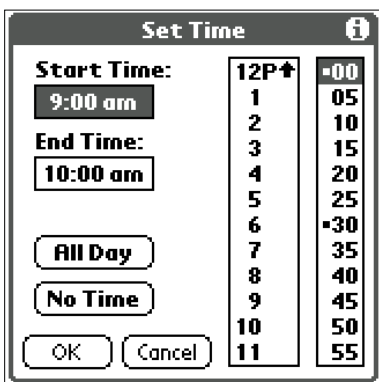 Set Time i
Start Time:
9:00 am
End Time:
10:00 am
All Day
No Time
OK Cancel
12P
1
2
3
4
5
6
7
8
9
10
11
00
05
10
15
20
25
30
35
40
45
50
55